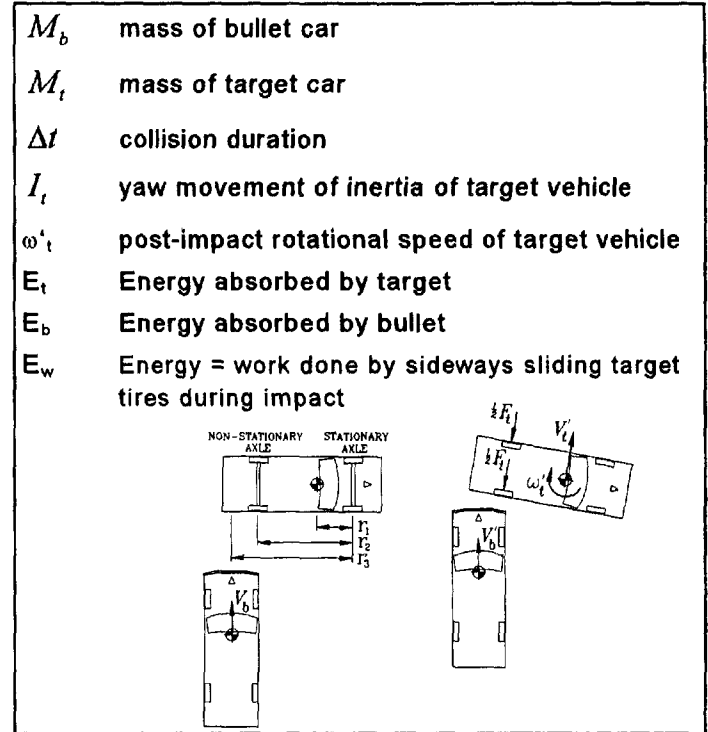 M_b mass of bullet car
M_t mass of target car
Δt collision duration
I_t yaw movement of inertia of target vehicle
ω'_t post-impact rotational speed of target vehicle
E_t Energy absorbed by target
E_b Energy absorbed by bullet
E_w Energy = work done by sideways sliding target
tires during impact
NON-STATIONARY AXLE
STATIONARY AXLE
r_1
r_2
r_3
V_b
½F_t
½F_t
V_t'
ω_t'
V_b'